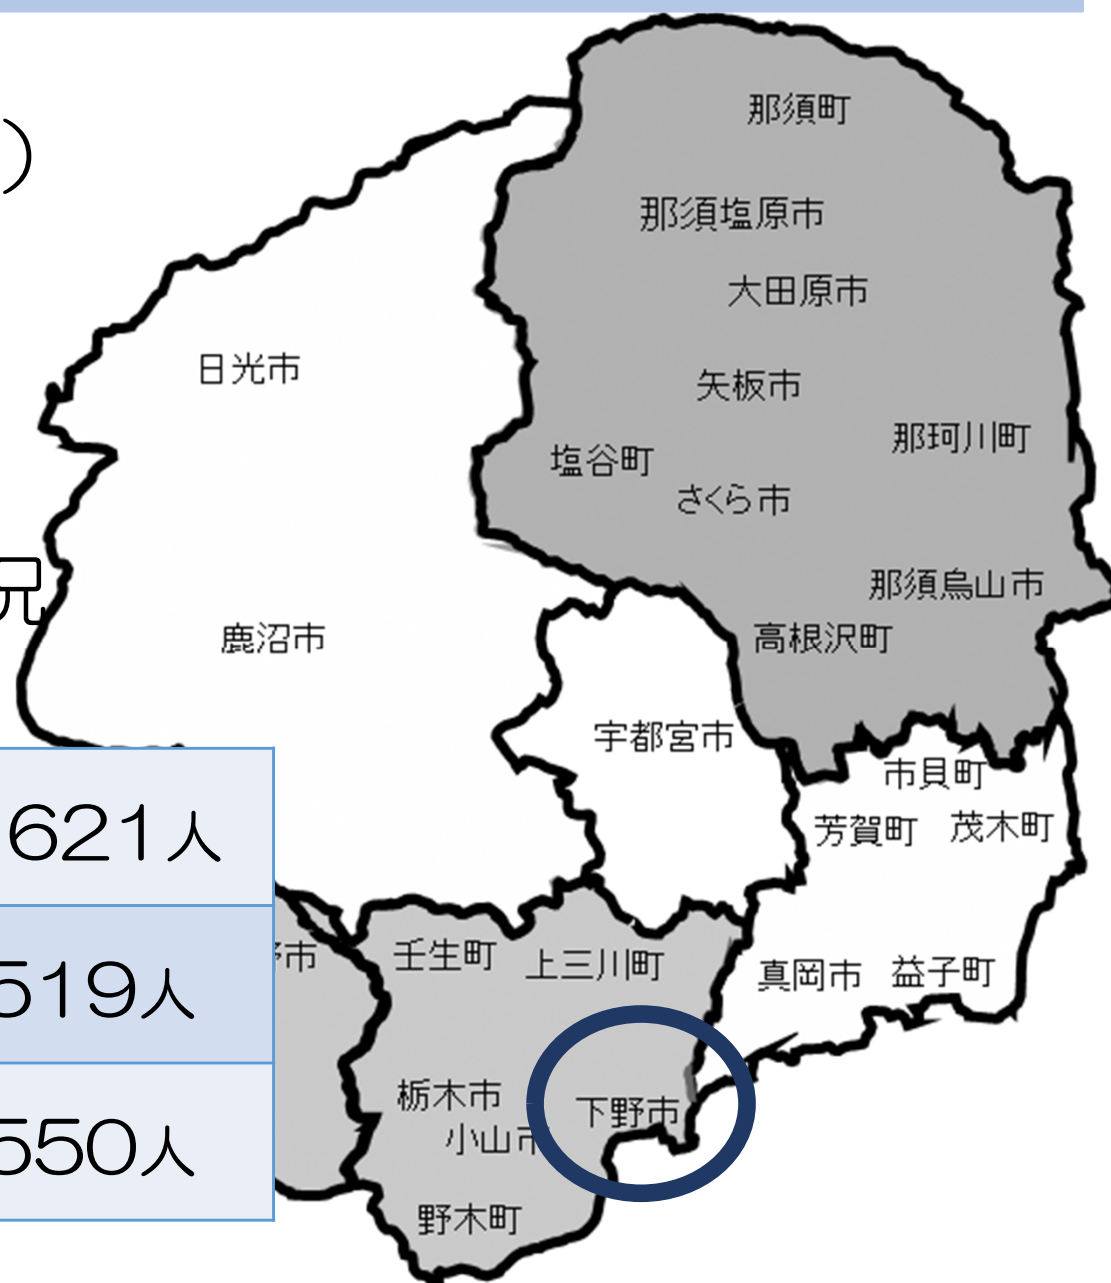 ）
那須町
那須塩原市
大田原市
日光市
矢板市
那珂川町
塩谷町
さくら市
況
那須烏山市
鹿沼市
高根沢町
宇都宮市
市貝町
621人
芳賀町 茂木町
市 壬生町 上三川町
519人
真岡市 益子町
栃木市 下野市
小山市
550人
野木町